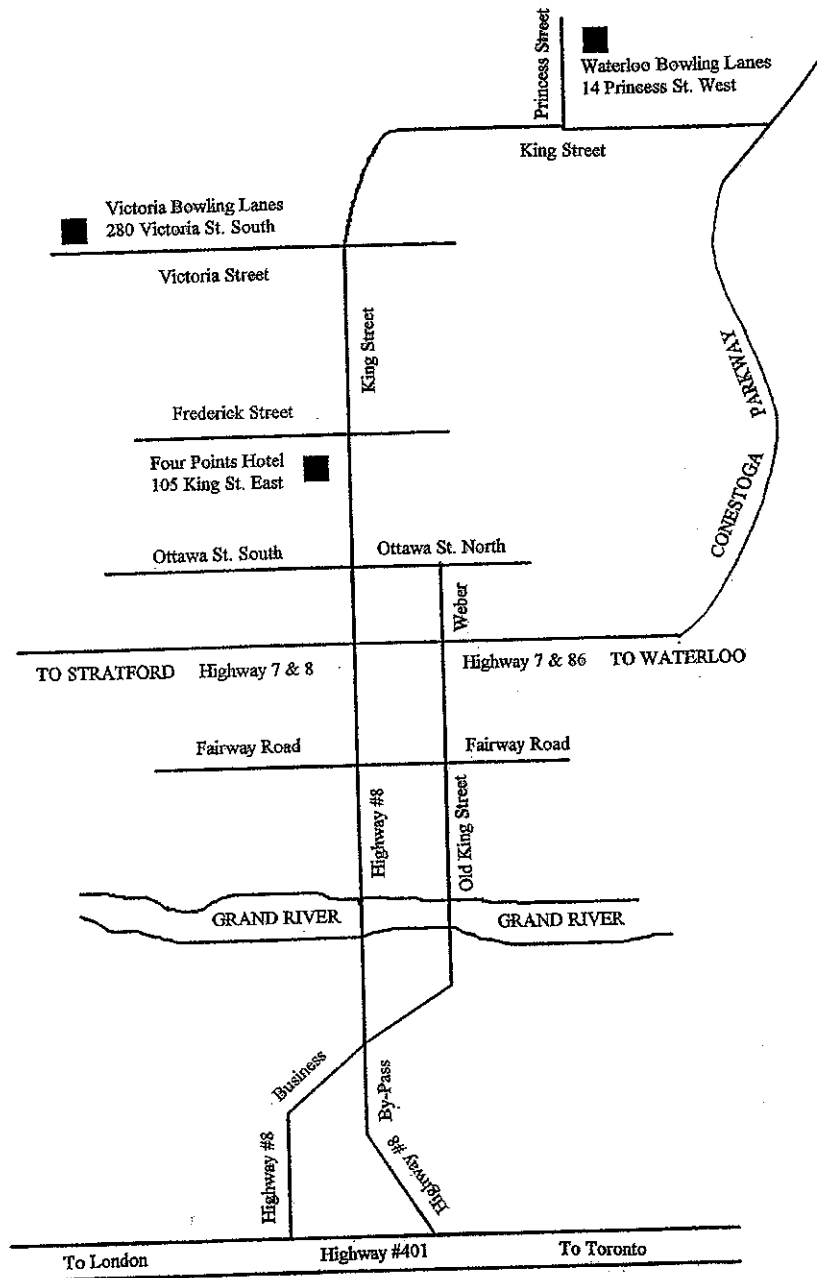 Princess Street
Waterloo Bowling Lanes
14 Princess St. West
King Street
Victoria Bowling Lanes
280 Victoria St. South
Victoria Street
King Street
CONESTOGA PARKWAY
Frederick Street
Four Points Hotel
105 King St. East
Ottawa St. South
Ottawa St. North
Weber
TO STRATFORD Highway 7 & 8
Highway 7 & 86 TO WATERLOO
Fairway Road
Fairway Road
Highway #8
Old King Street
GRAND RIVER
GRAND RIVER
Business
By-Pass
Highway #8
Highway #8
To London
Highway #401
To Toronto